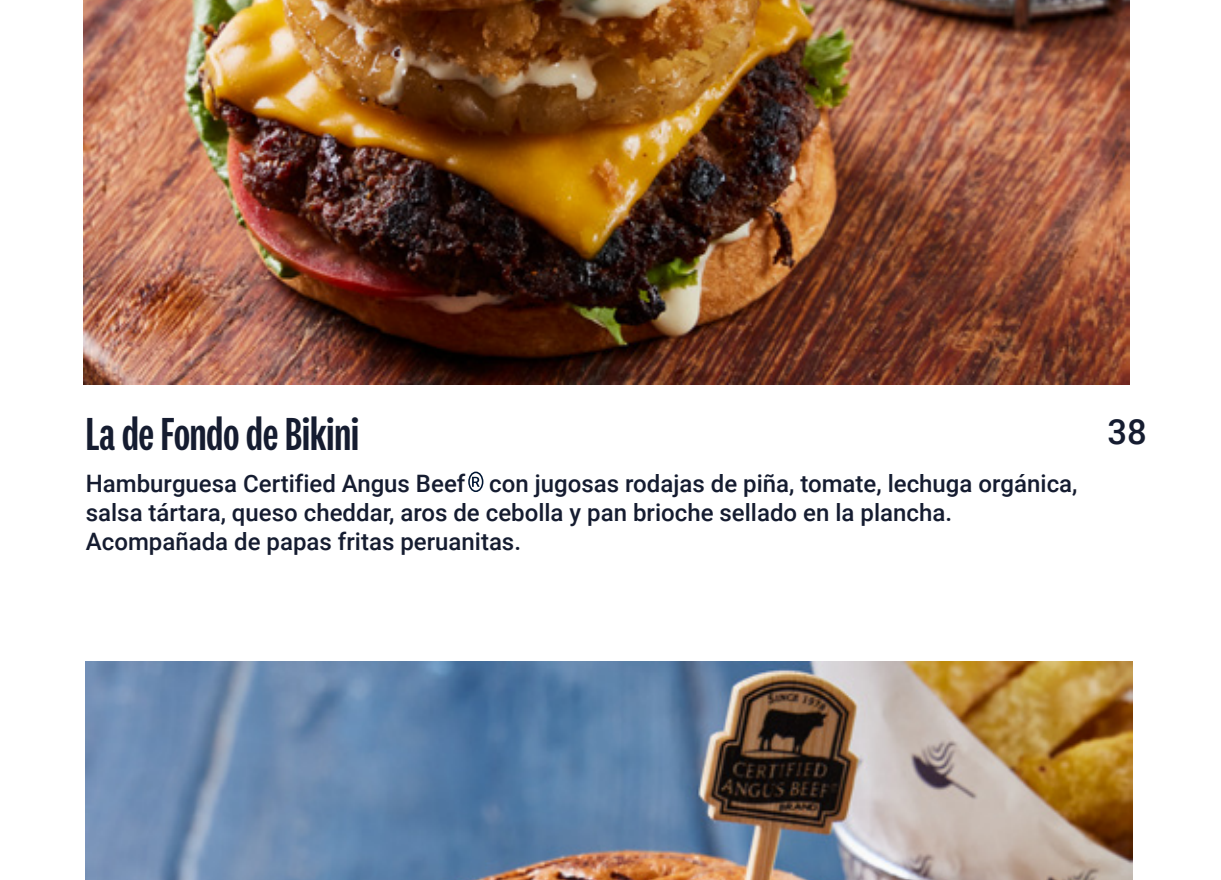 La de Fondo de Bikini
38
Hamburguesa Certified Angus Beef® con jugosas rodajas de piña, tomate, lechuga orgánica,
salsa tártara, queso cheddar, aros de cebolla y pan brioche sellado en la plancha.
Acompañada de papas fritas peruanitas.
SINCE 1978
CERTIFIED
ANGUS BEEF®
BRAND